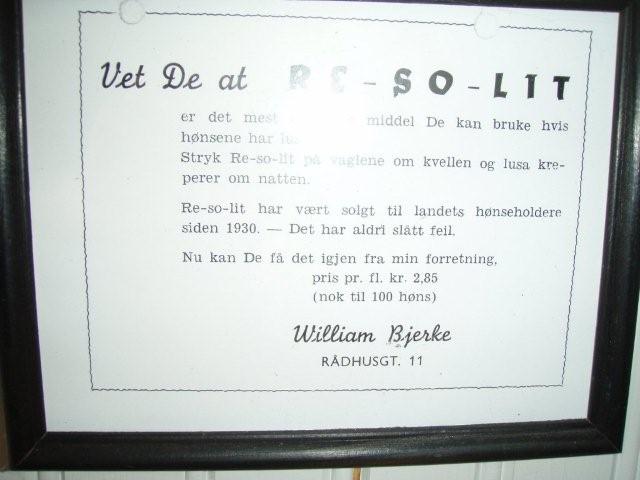 Vet De at RE-SO-LIT
er det mest middel De kan bruke hvis
hønsene har lus.
Stryk Re-so-lit på vaglene om kvellen og lusa kre-
perer om natten.
Re-so-lit har vært solgt til landets hønseholdere
siden 1930. — Det har aldri slått feil.
Nu kan De få det igjen fra min forretning,
pris pr. fl. kr. 2,85
(nok til 100 høns)
William Bjerke
RÅDHUSGT. 11